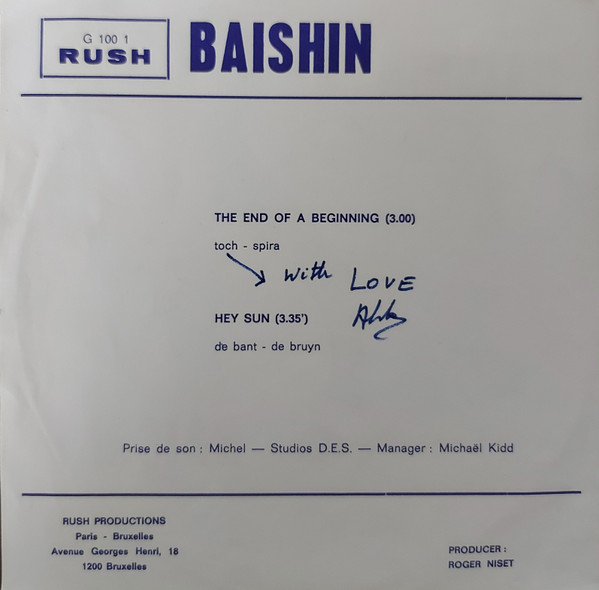 G 100 1
RUSH
BAISHIN
THE END OF A BEGINNING (3.00)
toch - spira
with LOVE
HEY SUN (3.35')
de bant - de bruyn
Prise de son : Michel — Studios D.E.S. — Manager : Michaël Kidd
RUSH PRODUCTIONS
Paris - Bruxelles
Avenue Georges Henri, 18
1200 Bruxelles
PRODUCER :
ROGER NISET